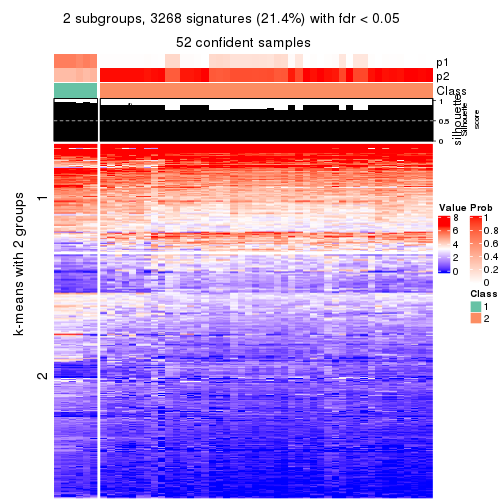 2 subgroups, 3268 signatures (21.4%) with fdr < 0.05
52 confident samples
p1
p2
Class
1
0.5
0
silhouette
Silhouette
score
k-means with 2 groups
1
2
Value Prob
8
6
4
2
0
1
0.8
0.6
0.4
0.2
0
Class
1
2